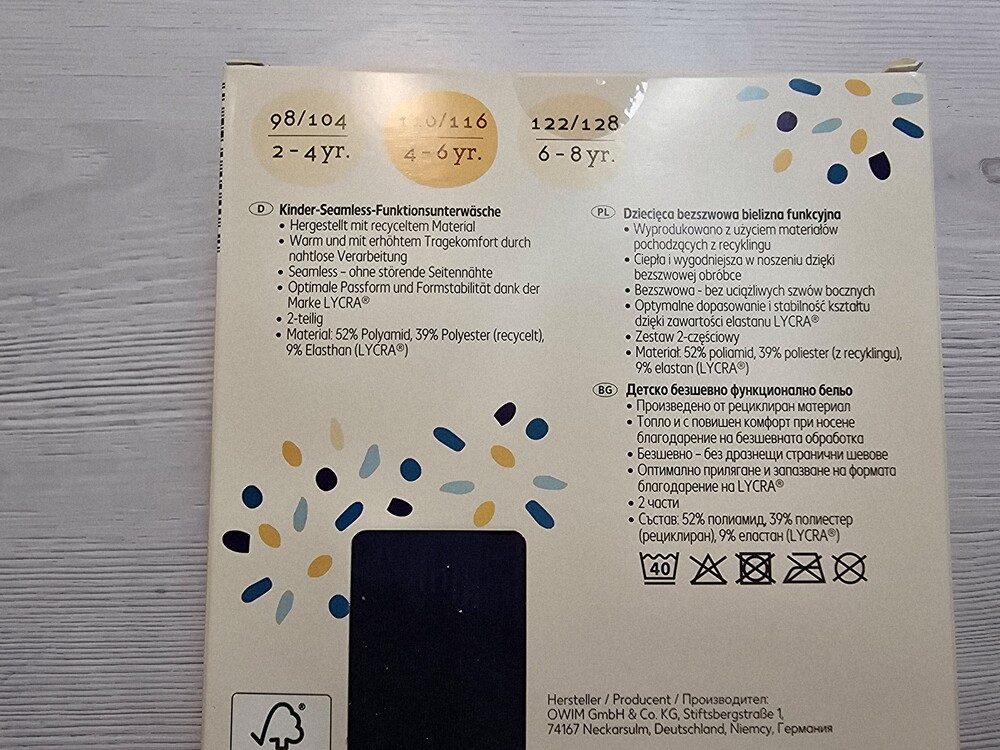 98/104
2 - 4 yr.
110/116
4 - 6 yr.
122/128
6 - 8 yr.
D Kinder-Seamless-Funktionsunterwäsche
• Hergestellt mit recyceltem Material
• Warm und mit erhöhtem Tragekomfort durch
nahtlose Verarbeitung
• Seamless – ohne störende Seitennähte
• Optimale Passform und Formstabilität dank der
Marke LYCRA®
• 2-teilig
• Material: 52% Polyamid, 39% Polyester (recycelt),
9% Elasthan (LYCRA®)
PL Dziecięca bezszwowa bielizna funkcyjna
• Wyprodukowano z użyciem materiałów
pochodzących z recyklingu
• Ciepła i wygodniejsza w noszeniu dzięki
bezszwowej obróbce
• Bezszwowa - bez uciążliwych szwów bocznych
• Optymalne dopasowanie i stabilność kształtu
dzięki zawartości elastanu LYCRA®
• Zestaw 2-częściowy
• Materiał: 52% poliamid, 39% poliester (z recyklingu),
9% elastan (LYCRA®)
BG Детско безшевно функционално бельо
• Произведено от рециклиран материал
• Топло и с повишен комфорт при носене
благодарение на безшевната обработка
• Безшевно – без дразнещи странични шевове
• Оптимално прилягане и запазване на формата
благодарение на LYCRA®
• 2 части
• Състав: 52% полиамид, 39% полиестер
(рециклиран), 9% еластан (LYCRA®)
40
Hersteller / Producent / Производител:
OWIM GmbH & Co. KG, Stiftsbergstraße 1,
74167 Neckarsulm, Deutschland, Niemcy, Германия